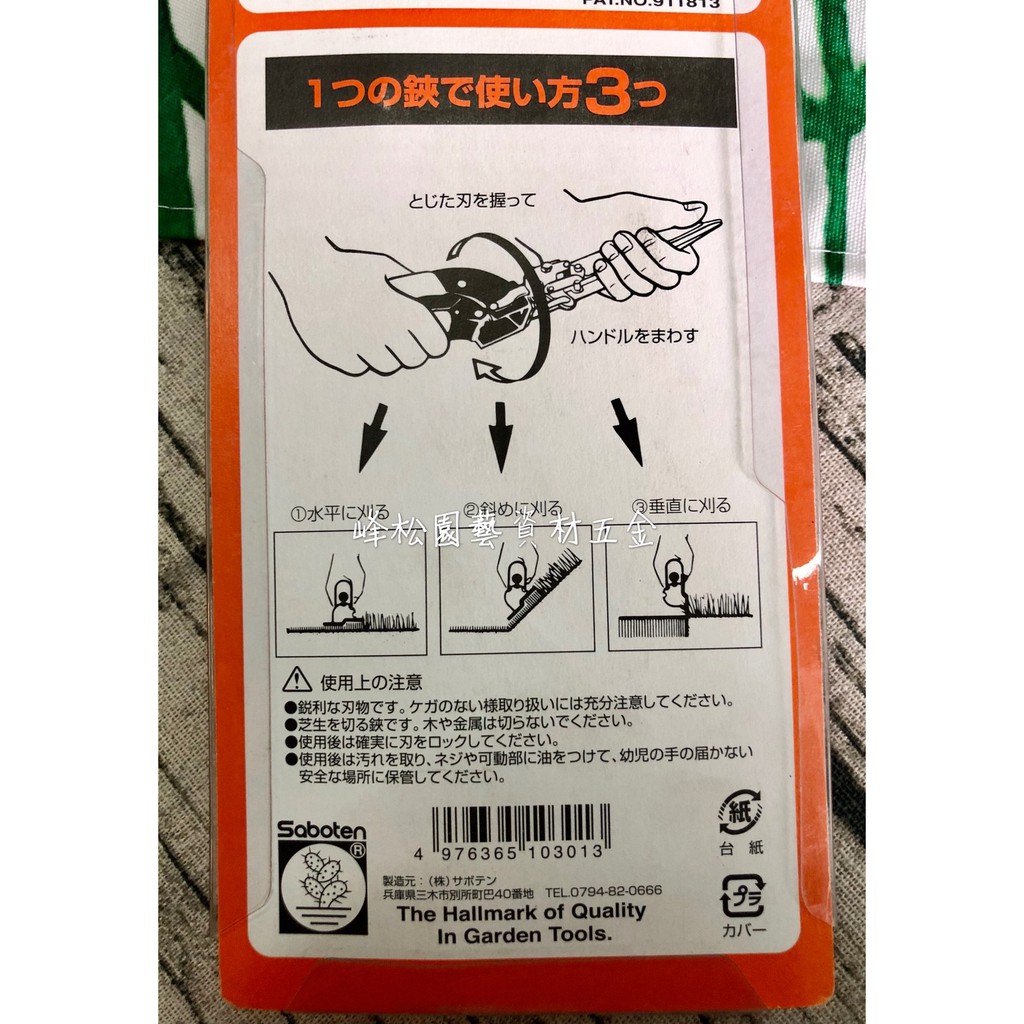 PAT.NO.911813
1つの鋏で使い方3つ
とじた刃を握って
ハンドルをまわす
①水平に刈る
②斜めに刈る
③垂直に刈る
峰松園藝資材五金
使用上の注意
●鋭利な刃物です。ケガのない様取り扱いには充分注意してください。
●芝生を切る鋏です。木や金属は切らないでください。
●使用後は確実に刃をロックしてください。
●使用後は汚れを取り、ネジや可動部に油をつけて、幼児の手の届かない
安全な場所に保管してください。
Saboten
®
4 976365 103013
紙
台紙
製造元:(株)サボテン
兵庫県三木市別所町巴40番地 TEL.0794-82-0666
The Hallmark of Quality
In Garden Tools.
プラ
カバー